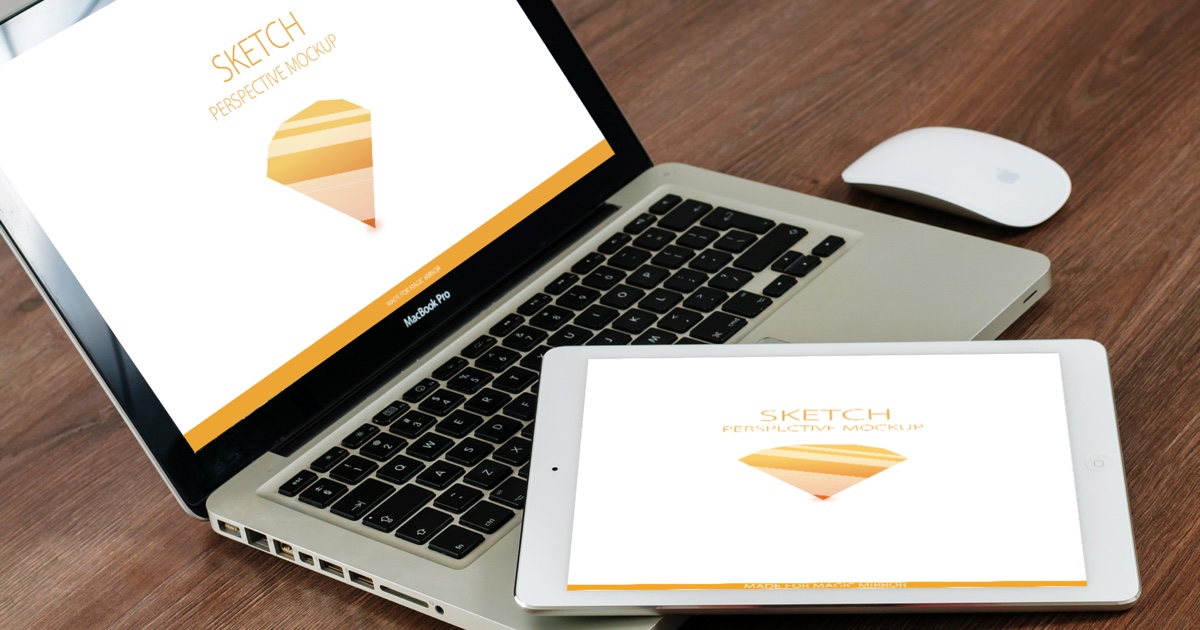 SKETCH
PERSPECTIVE MOCKUP
MADE FOR MAGIC MIRROR
MacBook Pro
SKETCH
PERSPECTIVE MOCKUP
MADE FOR MAGIC MIRROR